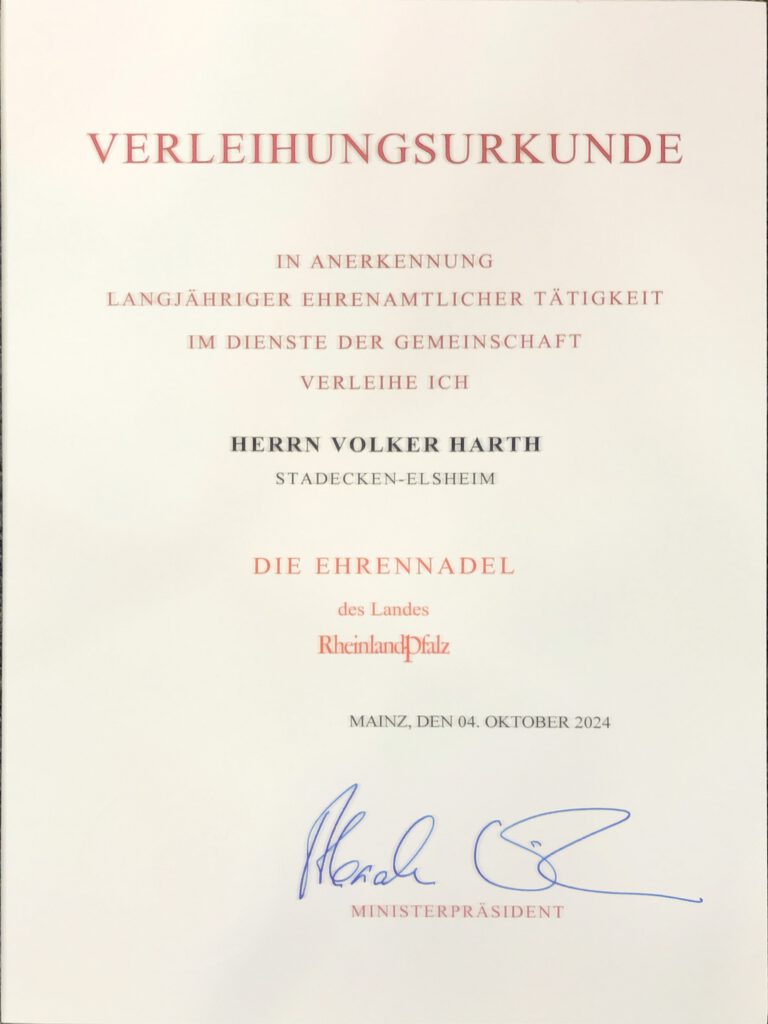 VERLEIHUNGSURKUNDE
IN ANERKENNUNG
LANGJÄHRIGER EHRENAMTLICHER TÄTIGKEIT
IM DIENSTE DER GEMEINSCHAFT
VERLEIHE ICH
HERRN VOLKER HARTH
STADECKEN-ELSHEIM
DIE EHRENNADEL
des Landes
RheinlandPfalz
MAINZ, DEN 04. OKTOBER 2024
MINISTERPRÄSIDENT